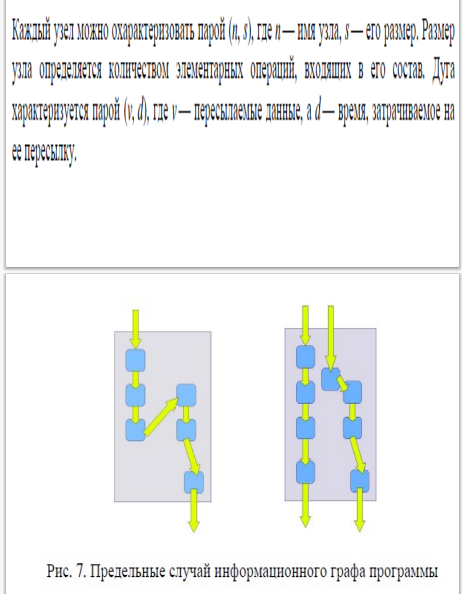 Каждый узел можно охарактеризовать парой (n, s), где n — имя узла, s — его размер. Размер
узла определяется количеством элементарных операций, входящих в его состав. Дуга
характеризуется парой (v, d), где v — пересылаемые данные, а d — время, затрачиваемое на
ее пересылку.
Рис. 7. Предельные случай информационного графа программы